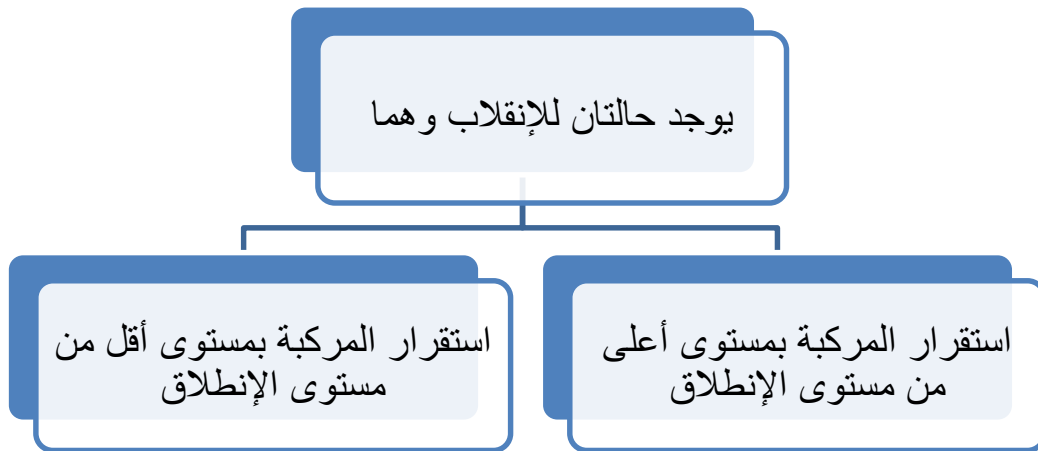 يوجد حالتان للإنقلاب وهما
استقرار المركبة بمستوى أعلى
من مستوى الإنطلاق
استقرار المركبة بمستوى أقل من
مستوى الإنطلاق